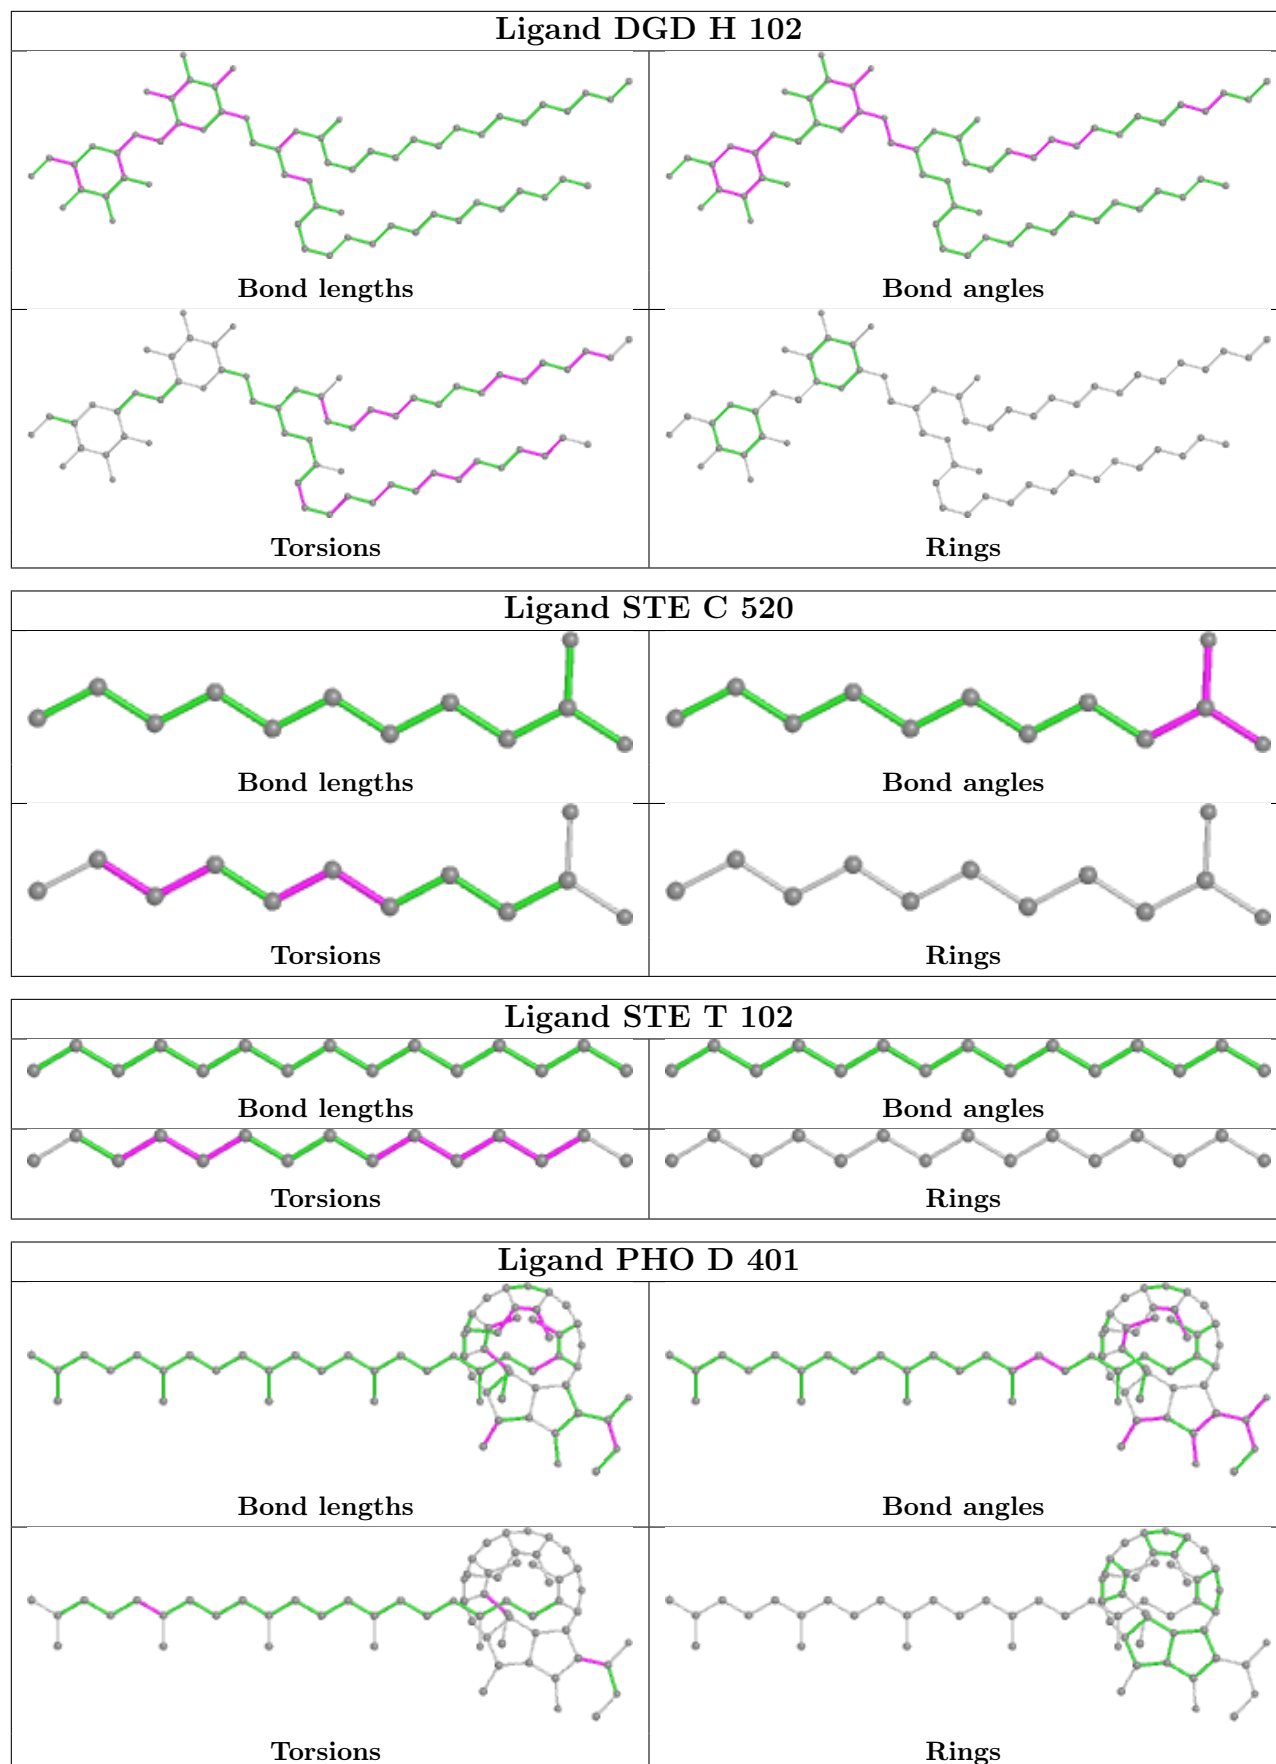 Ligand DGD H 102
Bond lengths
Bond angles
Torsions
Rings
Ligand STE C 520
Bond lengths
Bond angles
Torsions
Rings
Ligand STE T 102
Bond lengths
Bond angles
Torsions
Rings
Ligand PHO D 401
Bond lengths
Bond angles
Torsions
Rings